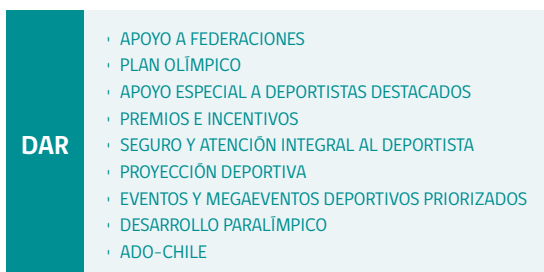 DAR
APOYO A FEDERACIONES
PLAN OLÍMPICO
APOYO ESPECIAL A DEPORTISTAS DESTACADOS
PREMIOS E INCENTIVOS
SEGURO Y ATENCIÓN INTEGRAL AL DEPORTISTA
PROYECCIÓN DEPORTIVA
EVENTOS Y MEGAEVENTOS DEPORTIVOS PRIORIZADOS
DESARROLLO PARALÍMPICO
ADO-CHILE